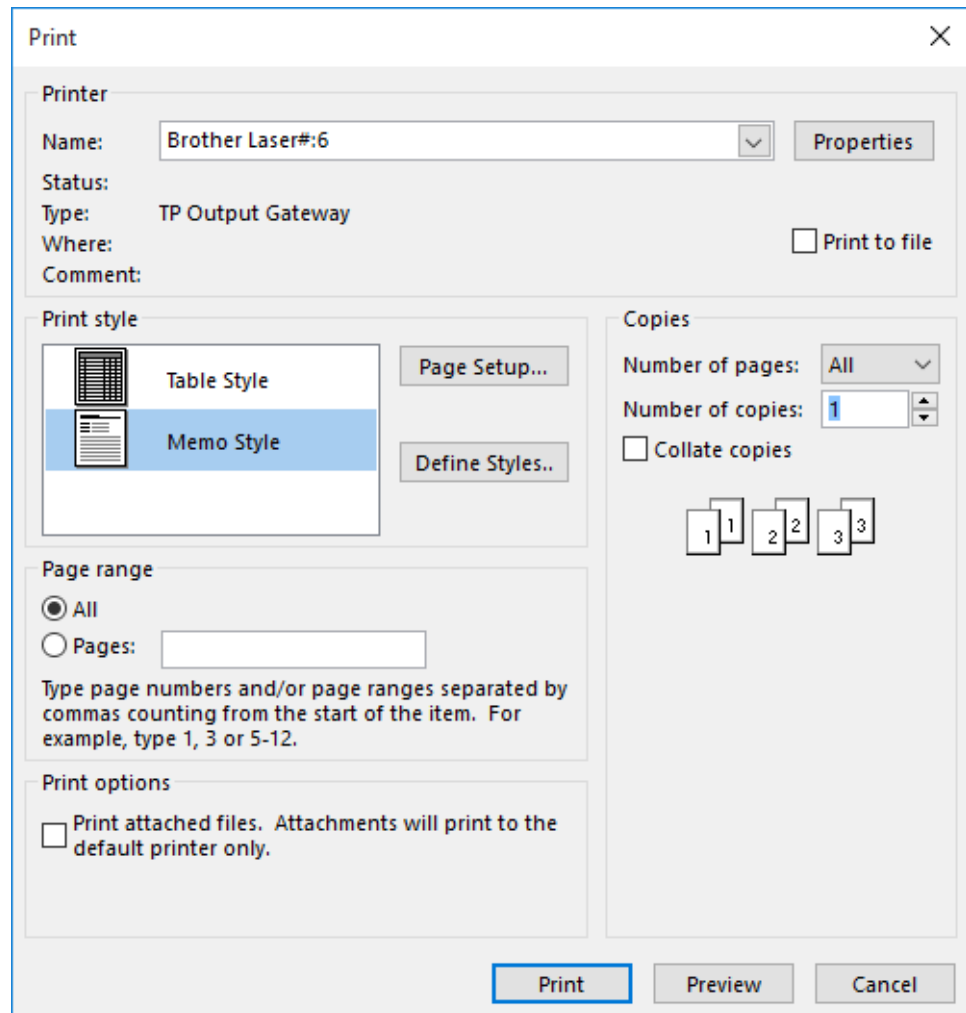 Print
Printer
Name: Brother Laser#:6 Properties
Status:
Type: TP Output Gateway
Where: Print to file
Comment:
Print style
Table Style
Memo Style
Page Setup...
Define Styles..
Copies
Number of pages: All
Number of copies: 1
Collate copies
1 1 2 2 3 3
Page range
All
Pages:
Type page numbers and/or page ranges separated by
commas counting from the start of the item.  For
example, type 1, 3 or 5-12.
Print options
Print attached files.  Attachments will print to the
default printer only.
Print Preview Cancel